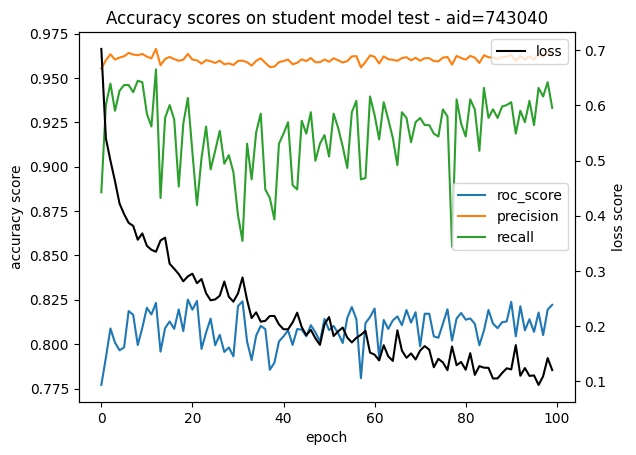 Accuracy scores on student model test - aid=743040
0.975
0.950
0.925
0.900
0.875
0.850
0.825
0.800
0.775
accuracy score
0
20
40
60
80
100
epoch
0.7
0.6
0.5
0.4
0.3
0.2
0.1
loss score
loss
roc_score
precision
recall